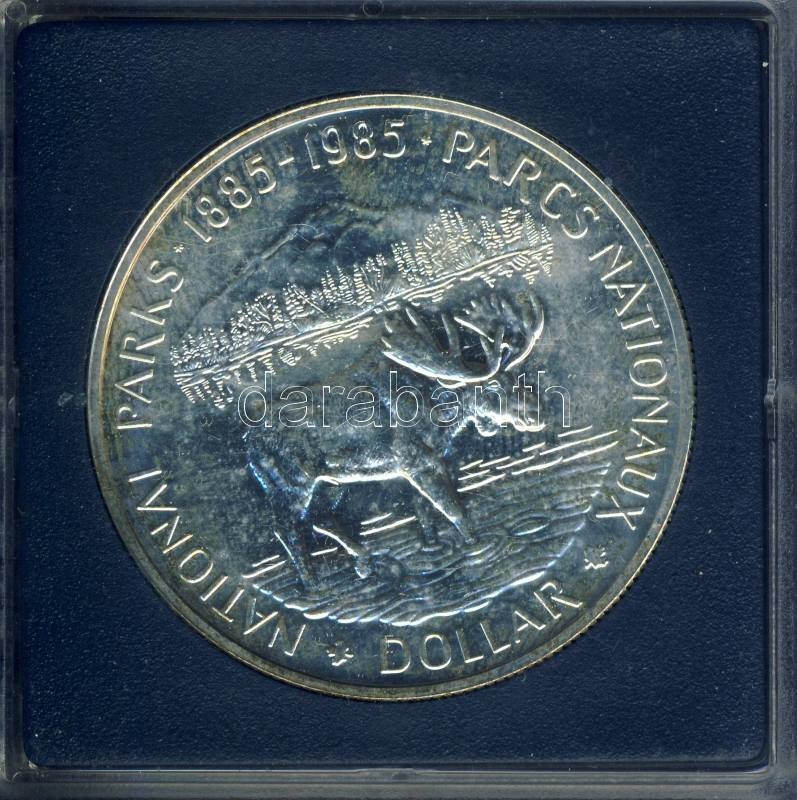 NATIONAL PARKS · 1885-1985 · PARCS NATIONAUX
DOLLAR
darabanth